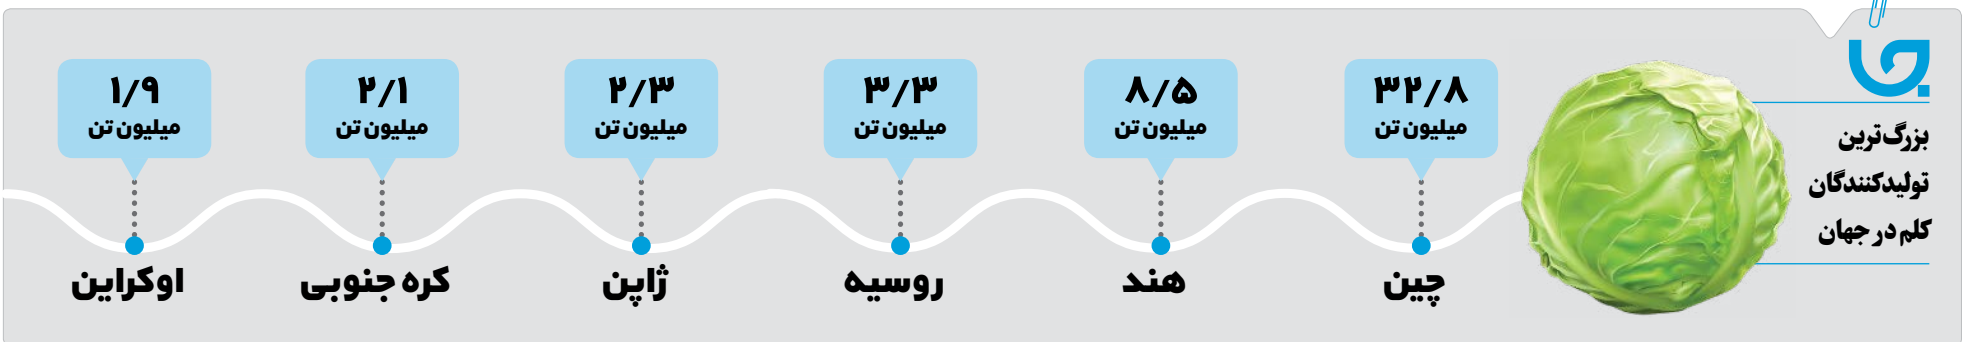 بزرگ‌ترین
تولیدکنندگان
کلم در جهان
۳۲/۸
میلیون تن
چین
۸/۵
میلیون تن
هند
۳/۳
میلیون تن
روسیه
۲/۳
میلیون تن
ژاپن
۲/۱
میلیون تن
کره جنوبی
۱/۹
میلیون تن
اوکراین